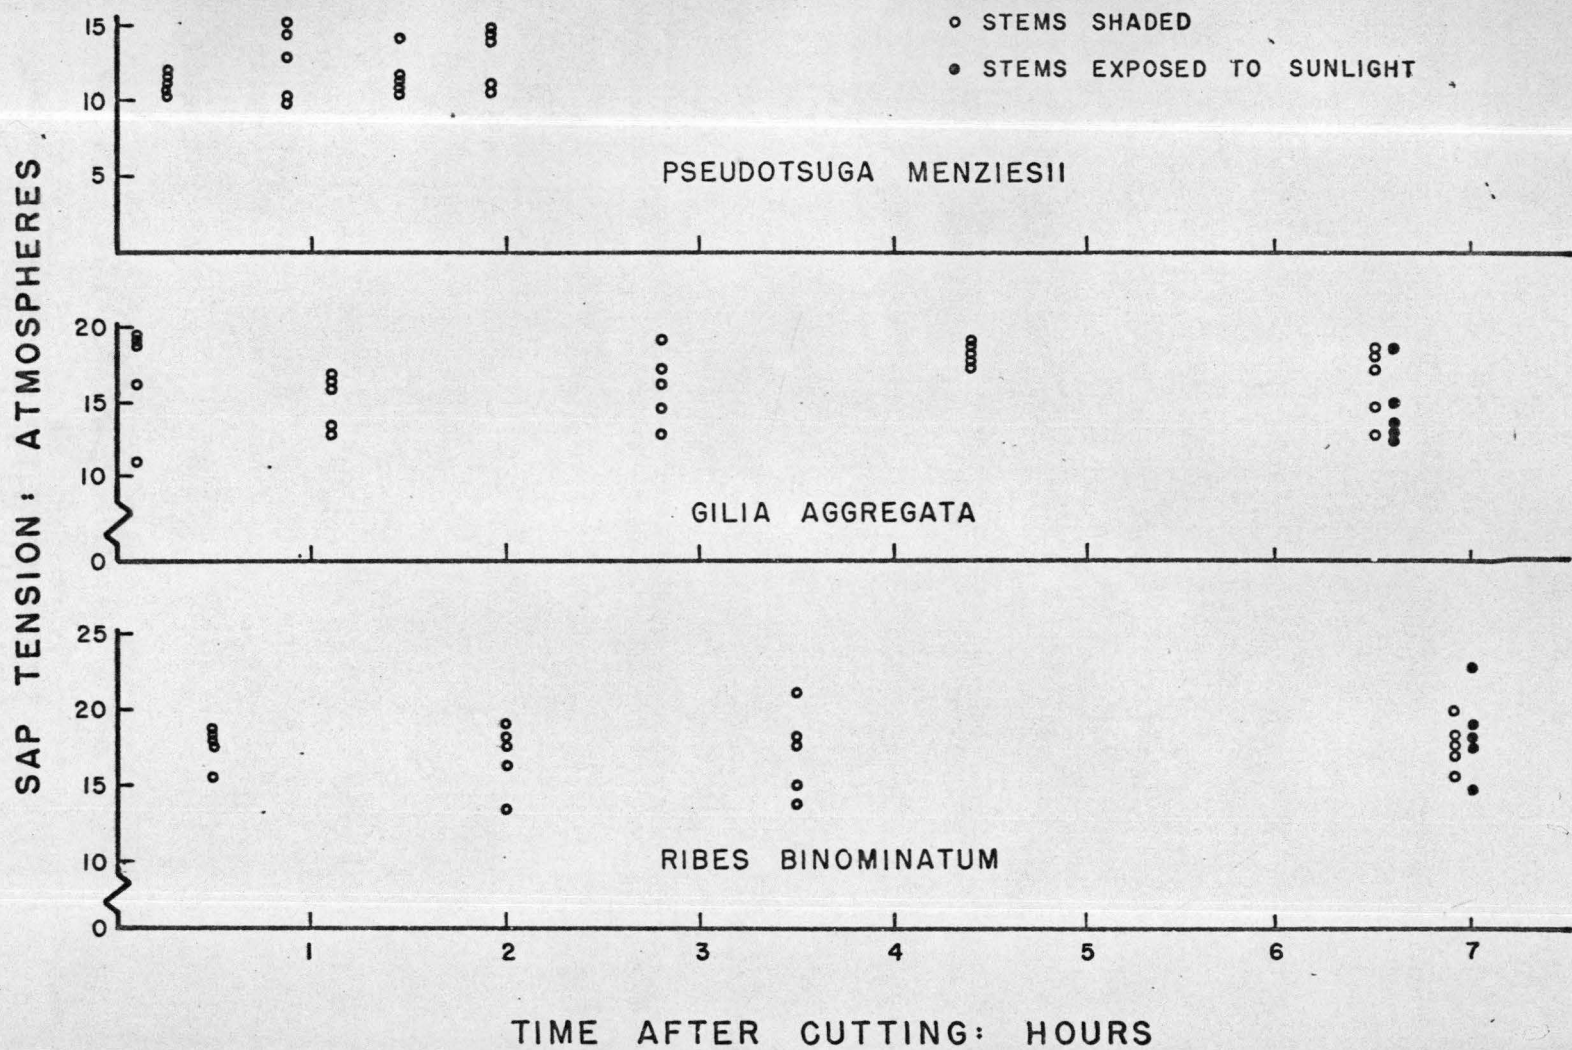 ○ STEMS SHADED
● STEMS EXPOSED TO SUNLIGHT
15
10
5
PSEUDOTSUGA MENZIESII
20
15
10
0
GILIA AGGREGATA
25
20
15
10
0
RIBES BINOMINATUM
1 2 3 4 5 6 7
SAP TENSION: ATMOSPHERES
TIME AFTER CUTTING: HOURS